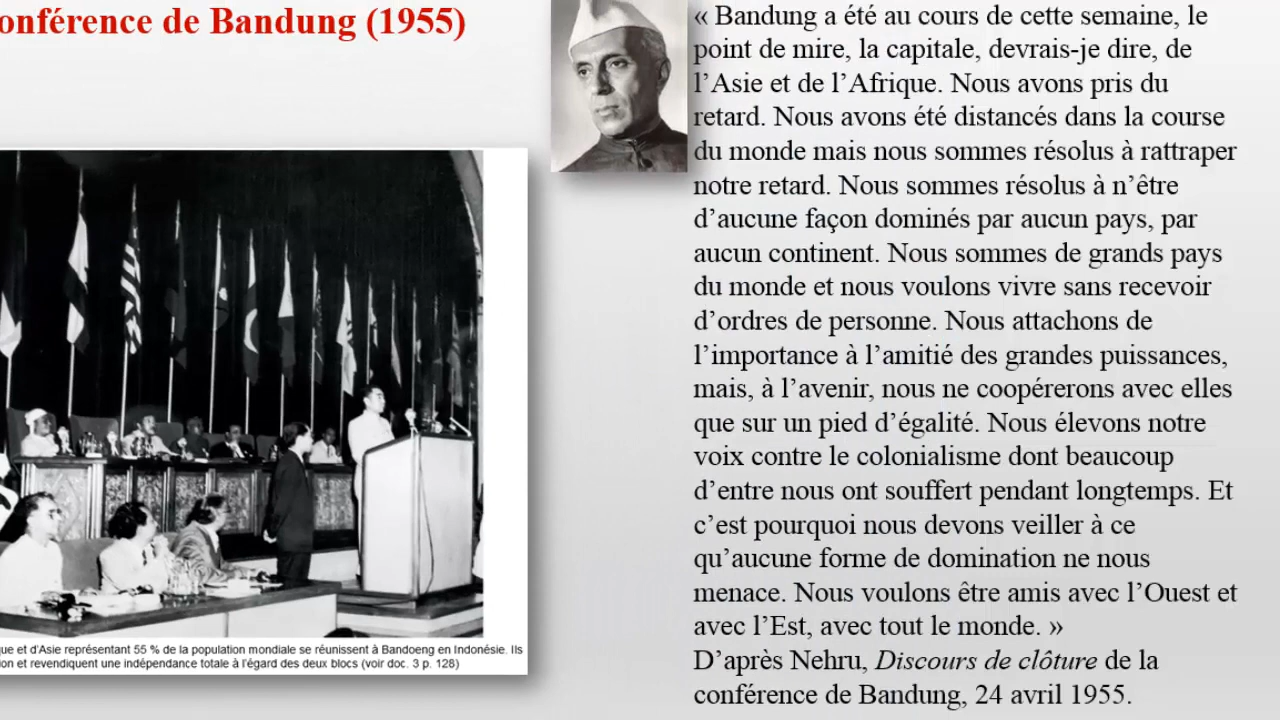 onférence de Bandung (1955)
« Bandung a été au cours de cette semaine, le
point de mire, la capitale, devrais-je dire, de
l’Asie et de l’Afrique. Nous avons pris du
retard. Nous avons été distancés dans la course
du monde mais nous sommes résolus à rattraper
notre retard. Nous sommes résolus à n’être
d’aucune façon dominés par aucun pays, par
aucun continent. Nous sommes de grands pays
du monde et nous voulons vivre sans recevoir
d’ordres de personne. Nous attachons de
l’importance à l’amitié des grandes puissances,
mais, à l’avenir, nous ne coopérerons avec elles
que sur un pied d’égalité. Nous élevons notre
voix contre le colonialisme dont beaucoup
d’entre nous ont souffert pendant longtemps. Et
c’est pourquoi nous devons veiller à ce
qu’aucune forme de domination ne nous
menace. Nous voulons être amis avec l’Ouest et
avec l’Est, avec tout le monde. »
D’après Nehru, Discours de clôture de la
conférence de Bandung, 24 avril 1955.
que et d’Asie représentant 55 % de la population mondiale se réunissent à Bandoeng en Indonésie. Ils
on et revendiquent une indépendance totale à l’égard des deux blocs (voir doc. 3 p. 128)